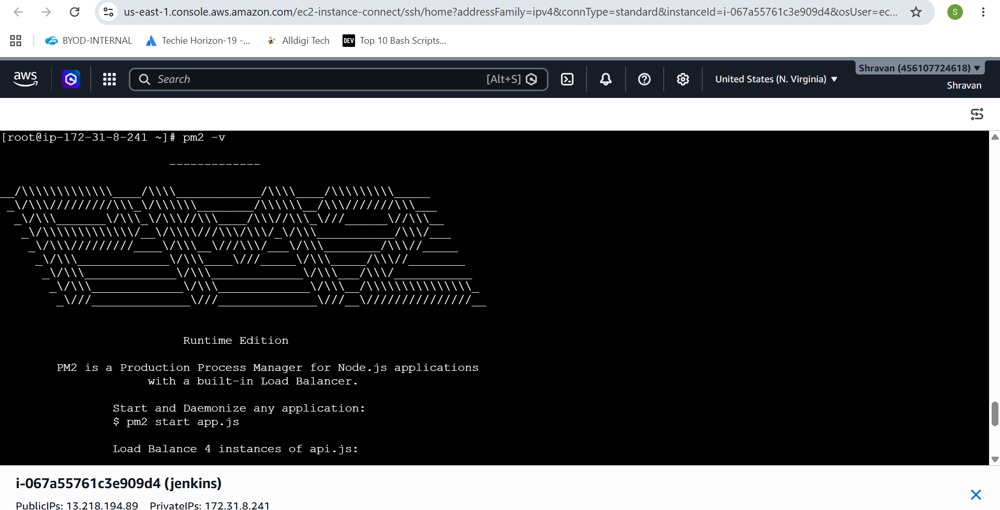 us-east-1.console.aws.amazon.com/ec2-instance-connect/ssh/home?addressFamily=ipv4&connType=standard&instanceId=i-067a55761c3e909d4&osUser=ec...
S
BYOD-INTERNAL
Techie Horizon-19 -...
Alldigi Tech
DEV
Top 10 Bash Scripts...
aws
Search
[Alt+S]
United States (N. Virginia) ▼
Shravan (456107724618) ▼
Shravan
[root@ip-172-31-8-241 ~]# pm2 -v
-------------
__/\\\\\\\\\\\\\____/\\\\____________/\\\\____/\\\\\\\\\_____
_\/\\\/////////\\\_\/\\\\\\________/\\\\\\__/\\\///////\\\___
_\/\\\_______\/\\\_\/\\\//\\\____/\\\//\\\_\///______\//\\\__
_\/\\\\\\\\\\\\\/__\/\\\\///\\\/\\\/_\/\\\___________/\\\/___
_\/\\\/////////____\/\\\__\///\\\/___\/\\\________/\\\//_____
_\/\\\_____________\/\\\____\///_____\/\\\_____/\\\//________
_\/\\\_____________\/\\\_____________\/\\\___/\\\/___________
_\/\\\_____________\/\\\_____________\/\\\__/\\\\\\\\\\\\\\\_
_\///______________\///______________\///__\///////////////__
Runtime Edition
PM2 is a Production Process Manager for Node.js applications
with a built-in Load Balancer.
Start and Daemonize any application:
$ pm2 start app.js
Load Balance 4 instances of api.js:
i-067a55761c3e909d4 (jenkins)
PublicIPs: 13.218.194.89 PrivateIPs: 172.31.8.241